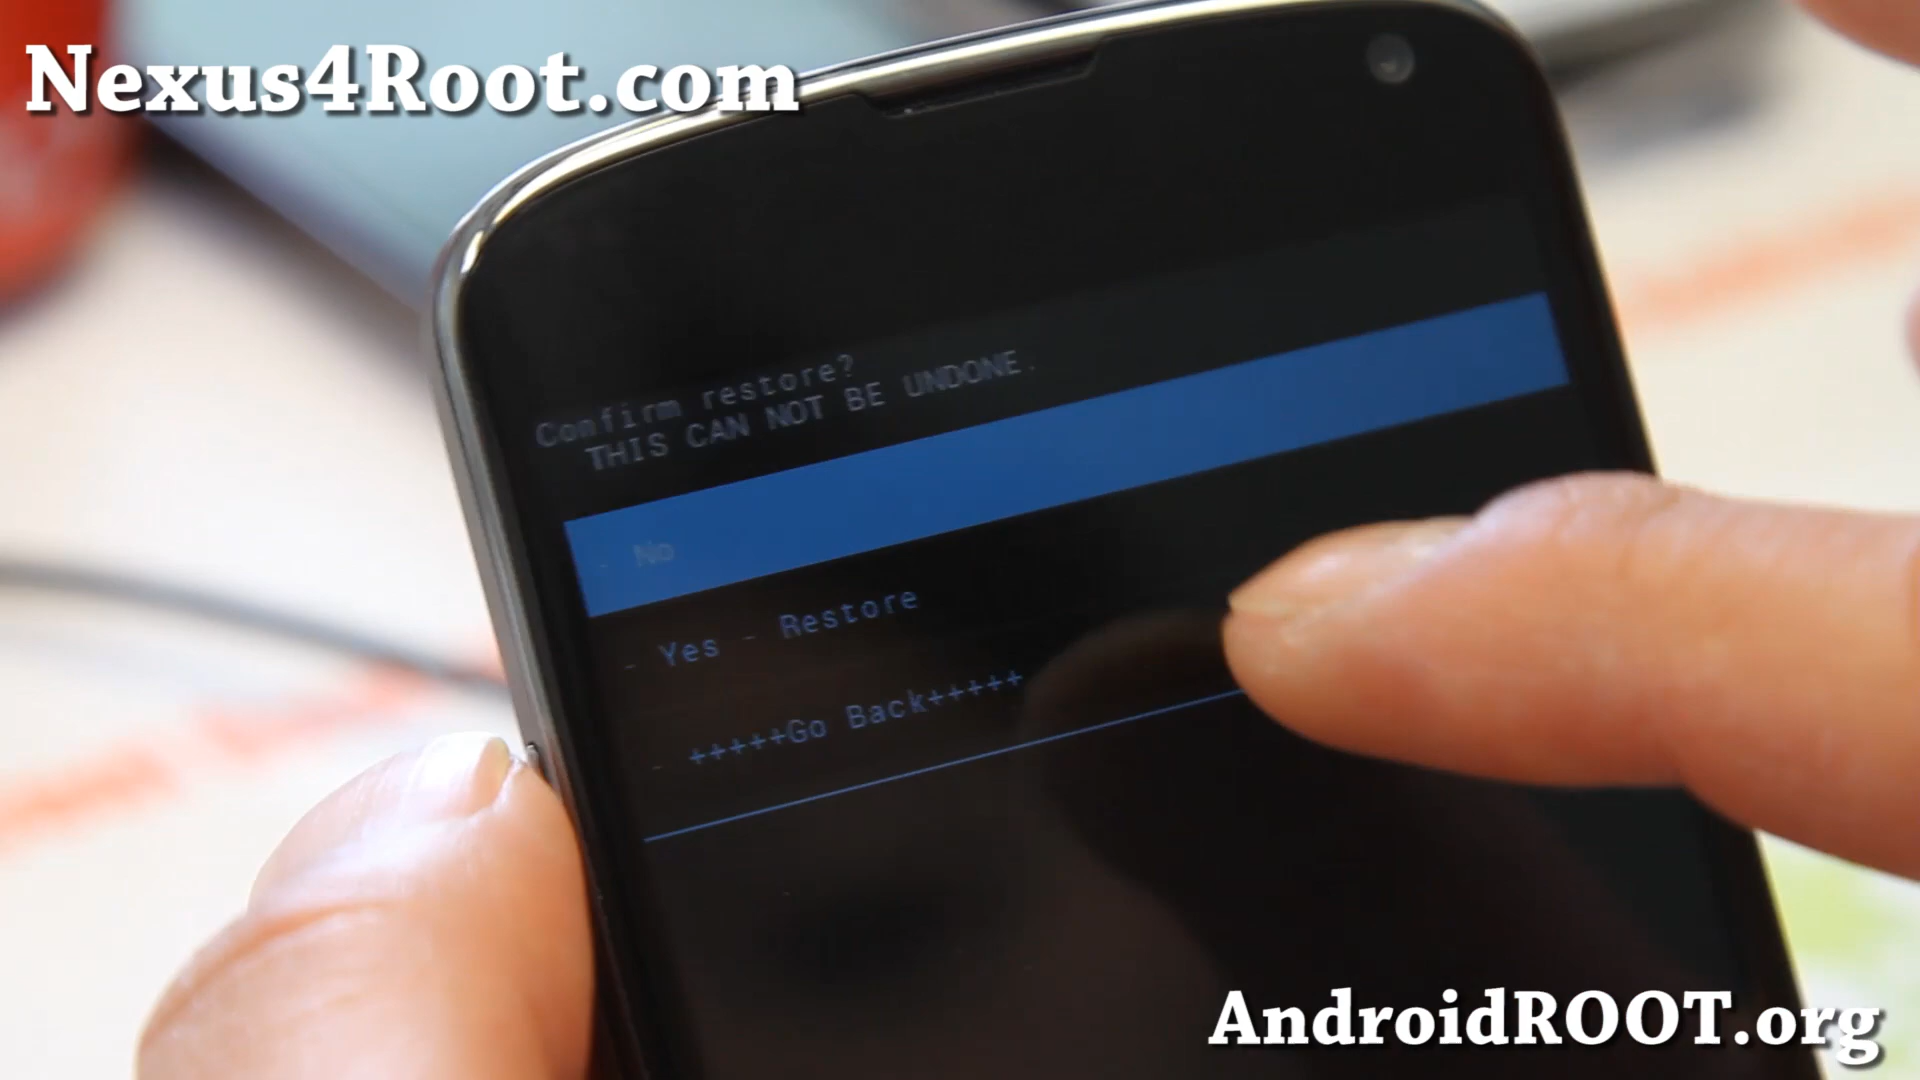 Nexus4Root.com
Confirm restore?
THIS CAN NOT BE UNDONE.
- No
- Yes - Restore
- +++++Go Back+++++
AndroidROOT.org